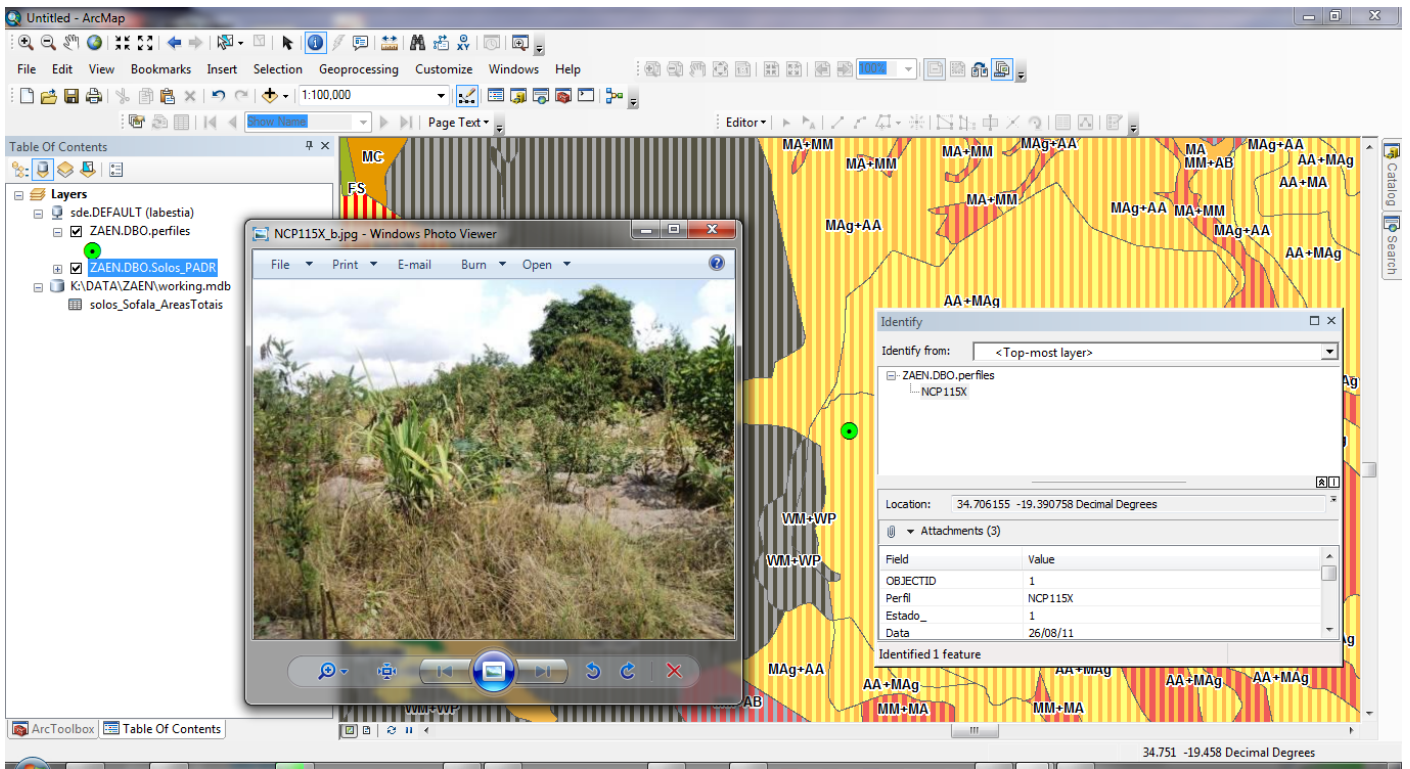 Untitled - ArcMap
File Edit View Bookmarks Insert Selection Geoprocessing Customize Windows Help
100%
1:100,000
Show Name
Page Text
Editor
Table Of Contents
Layers
sde.DEFAULT (labestia)
ZAEN.DBO.perfiles
ZAEN.DBO.Solos_PADR
K:\DATA\ZAEN\working.mdb
solos_Sofala_AreasTotais
ArcToolbox
Table Of Contents
Catalog
Search
NCP115X_b.jpg - Windows Photo Viewer
File Print E-mail Burn Open
MC
FS
MA+MM
MA+MM
MA+MM
MAg+AA
MA
MM+AB
MAg+AA
AA+MAg
AA+MA
MA+MM
MAg+AA
MA+MM
MAg+AA
MAg+AA
AA+MAg
AA+MAg
WM+WP
WM+WP
MAg+AA
AA+MAg
AA+MAg
AA+MAg
AA+MAg
MM+MA
MM+MA
WM+WP
Identify
Identify from: <Top-most layer>
ZAEN.DBO.perfiles
NCP115X
Location: 34.706155 -19.390758 Decimal Degrees
Attachments (3)
Field Value
OBJECTID 1
Perfil NCP115X
Estado_ 1
Data 26/08/11
Identified 1 feature
34.751 -19.458 Decimal Degrees